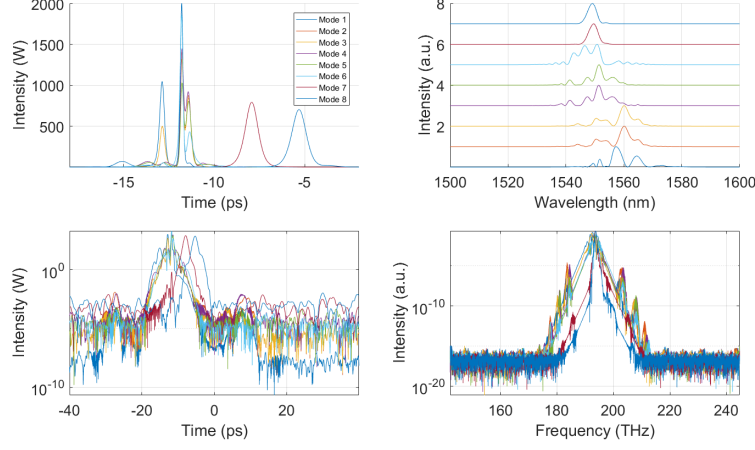 2000
1500
1000
500
Intensity (W)
-15
-10
-5
Time (ps)
Mode 1
Mode 2
Mode 3
Mode 4
Mode 5
Mode 6
Mode 7
Mode 8
8
6
4
2
Intensity (a.u.)
1500
1520
1540
1560
1580
1600
Wavelength (nm)
10^0
10^-10
Intensity (W)
-40
-20
0
20
Time (ps)
10^-10
10^-20
Intensity (a.u.)
160
180
200
220
240
Frequency (THz)